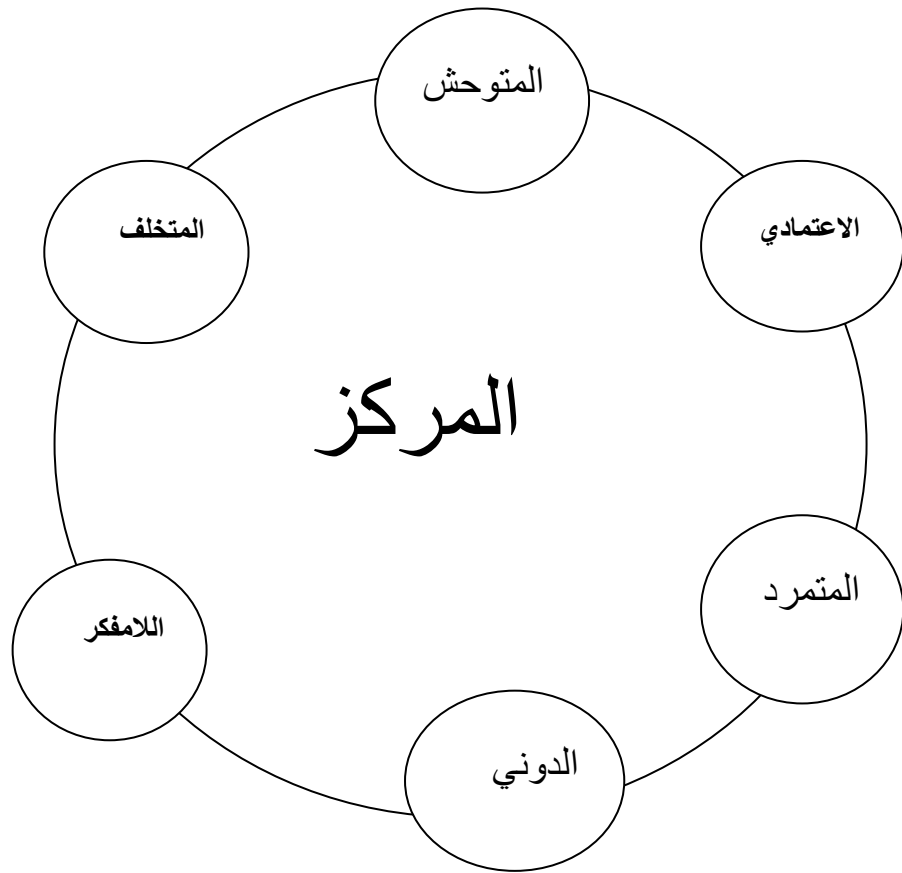 المتوحش
الاعتمادي
المتخلف
المركز
المتمرد
اللامفكر
الدوني